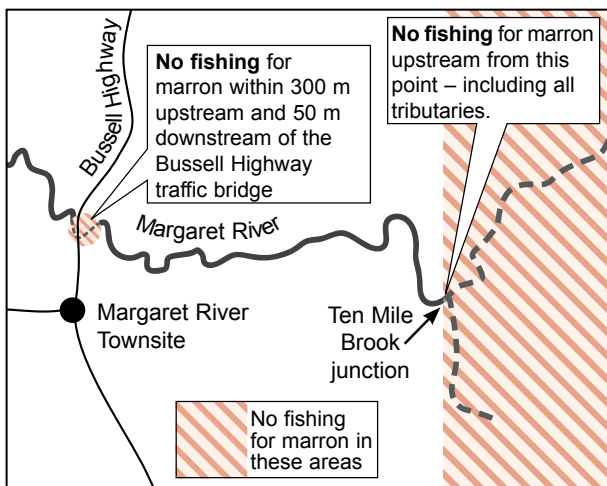 Bussell Highway
No fishing for
marron within 300 m
upstream and 50 m
downstream of the
Bussell Highway
traffic bridge
No fishing for marron
upstream from this
point – including all
tributaries.
Margaret River
Margaret River
Townsite
Ten Mile
Brook
junction
No fishing
for marron in
these areas